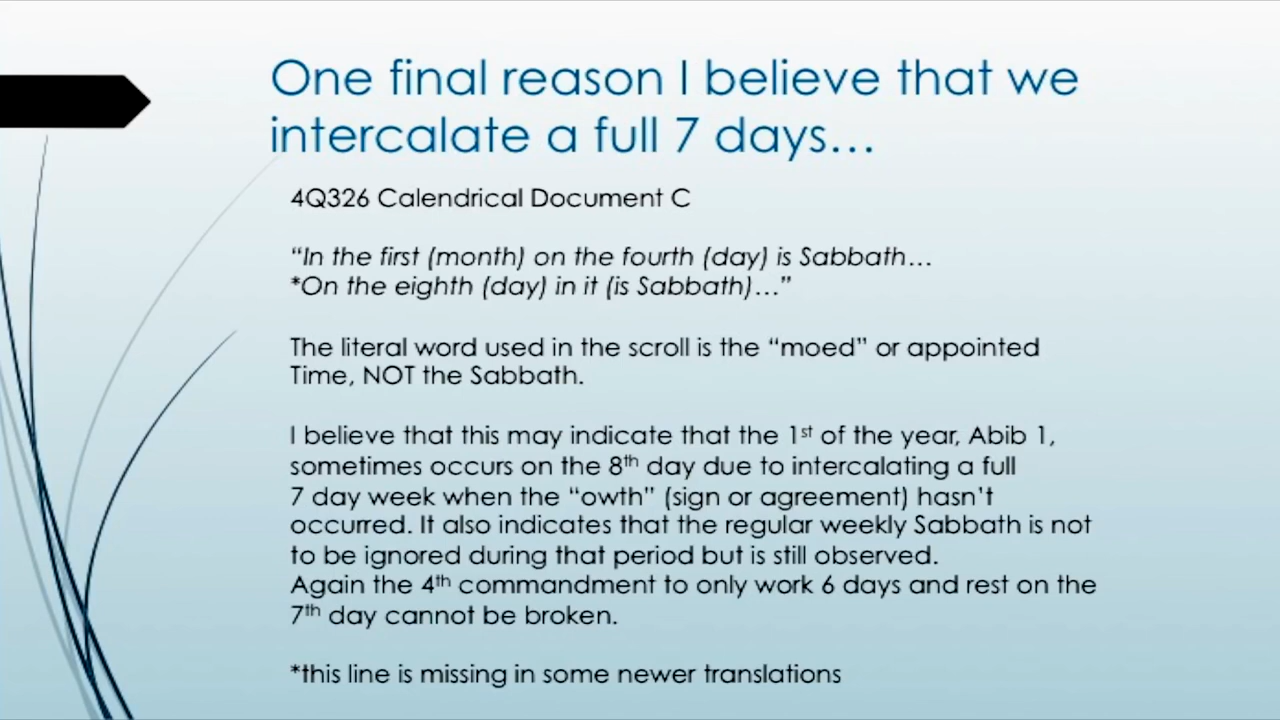 One final reason I believe that we
intercalate a full 7 days…
4Q326 Calendrical Document C
“In the first (month) on the fourth (day) is Sabbath…
*On the eighth (day) in it (is Sabbath)…”
The literal word used in the scroll is the “moed” or appointed
Time, NOT the Sabbath.
I believe that this may indicate that the 1st of the year, Abib 1,
sometimes occurs on the 8th day due to intercalating a full
7 day week when the “owth” (sign or agreement) hasn’t
occurred. It also indicates that the regular weekly Sabbath is not
to be ignored during that period but is still observed.
Again the 4th commandment to only work 6 days and rest on the
7th day cannot be broken.
*this line is missing in some newer translations